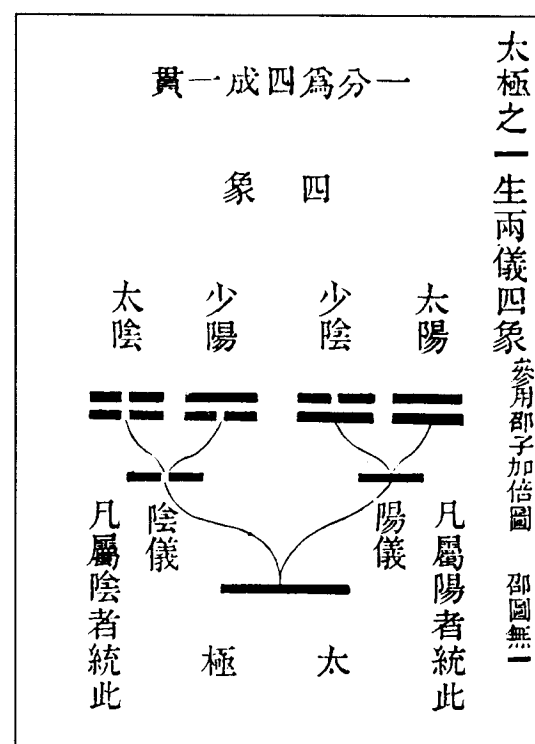 太極之一生兩儀四象 參用邵子加倍圖 邵圖無一
一分爲四成一貫
四象
太陽
少陰
少陽
太陰
陽儀
凡屬陽者統此
陰儀
凡屬陰者統此
太極